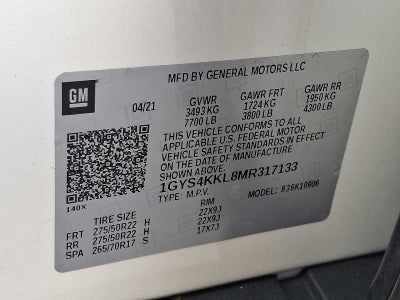 MFD BY GENERAL MOTORS LLC
GM
04/21 GVWR GAWR FRT GAWR RR
3493 KG 1724 KG 1950 KG
7700 LB 3800 LB 4300 LB
THIS VEHICLE CONFORMS TO ALL
APPLICABLE U.S. FEDERAL MOTOR
VEHICLE SAFETY STANDARDS IN EFFECT
ON THE DATE OF MANUFACTURE
SHOWN ABOVE.
1GYS4KKL8MR317133
140X
TYPE: M.P.V. MODEL: 836K10906
TIRE SIZE RIM
FRT 275/50R22 H 22X9J
RR 275/50R22 H 22X9J
SPA 265/70R17 S 17X7J